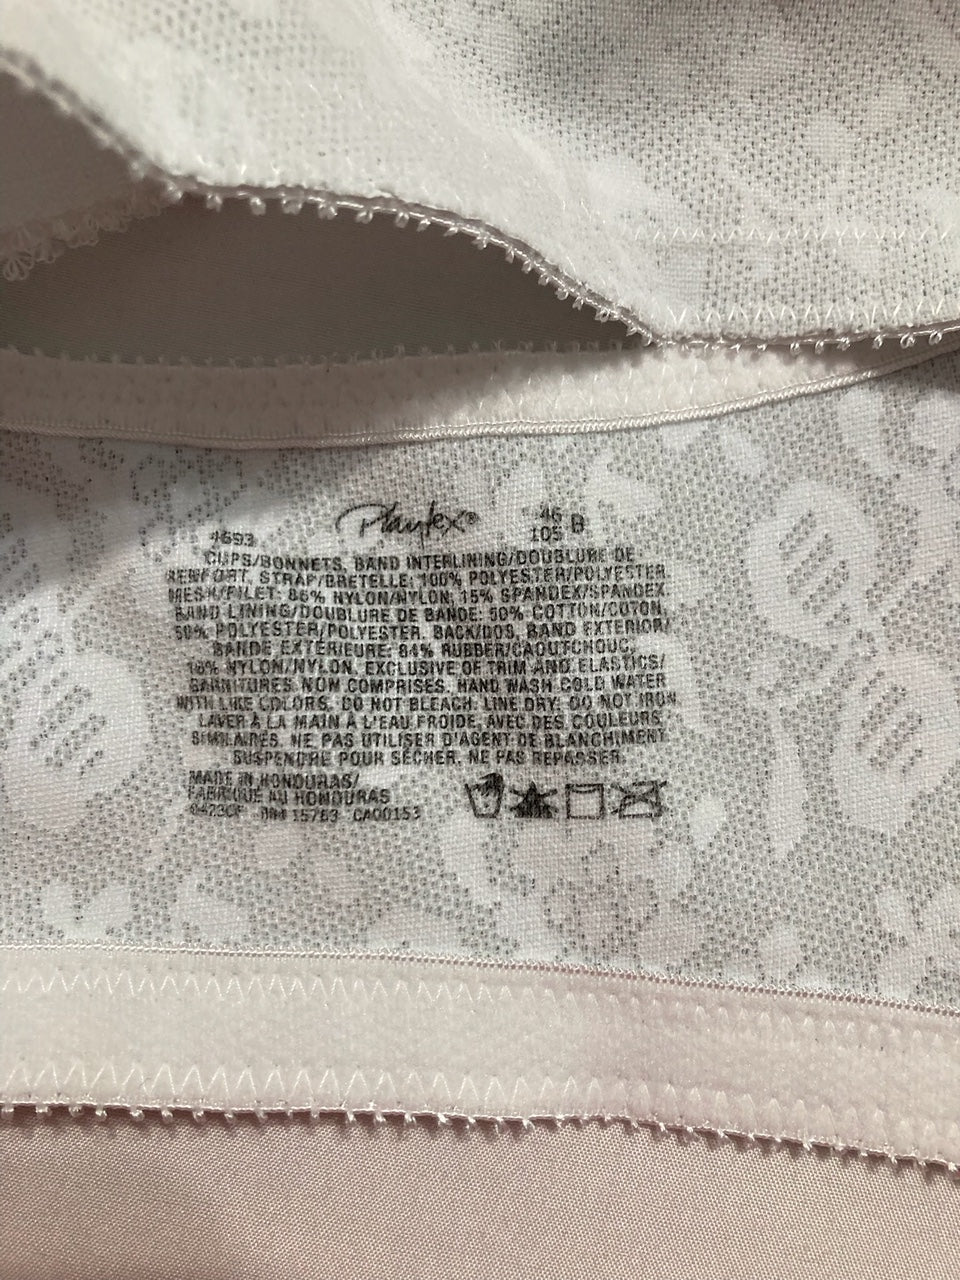 4693 Playtex® 46 B
105
CUPS/BONNETS, BAND INTERLINING/DOUBLURE DE
RENFORT, STRAP/BRETELLE: 100% POLYESTER/POLYESTER
MESH/FILET: 85% NYLON/NYLON, 15% SPANDEX/SPANDEX
BAND LINING/DOUBLURE DE BANDE: 50% COTTON/COTON,
50% POLYESTER/POLYESTER. BACK/DOS, BAND EXTERIOR/
BANDE EXTÉRIEURE: 84% RUBBER/CAOUTCHOUC,
16% NYLON/NYLON. EXCLUSIVE OF TRIM AND ELASTICS/
GARNITURES NON COMPRISES. HAND WASH COLD WATER
WITH LIKE COLORS. DO NOT BLEACH. LINE DRY. DO NOT IRON
LAVER À LA MAIN À L'EAU FROIDE, AVEC DES COULEURS
SIMILAIRES. NE PAS UTILISER D'AGENT DE BLANCHIMENT
SUSPENDRE POUR SÉCHER. NE PAS REPASSER.
MADE IN HONDURAS/
FABRIQUÉ AU HONDURAS
RN 15763 CA00153